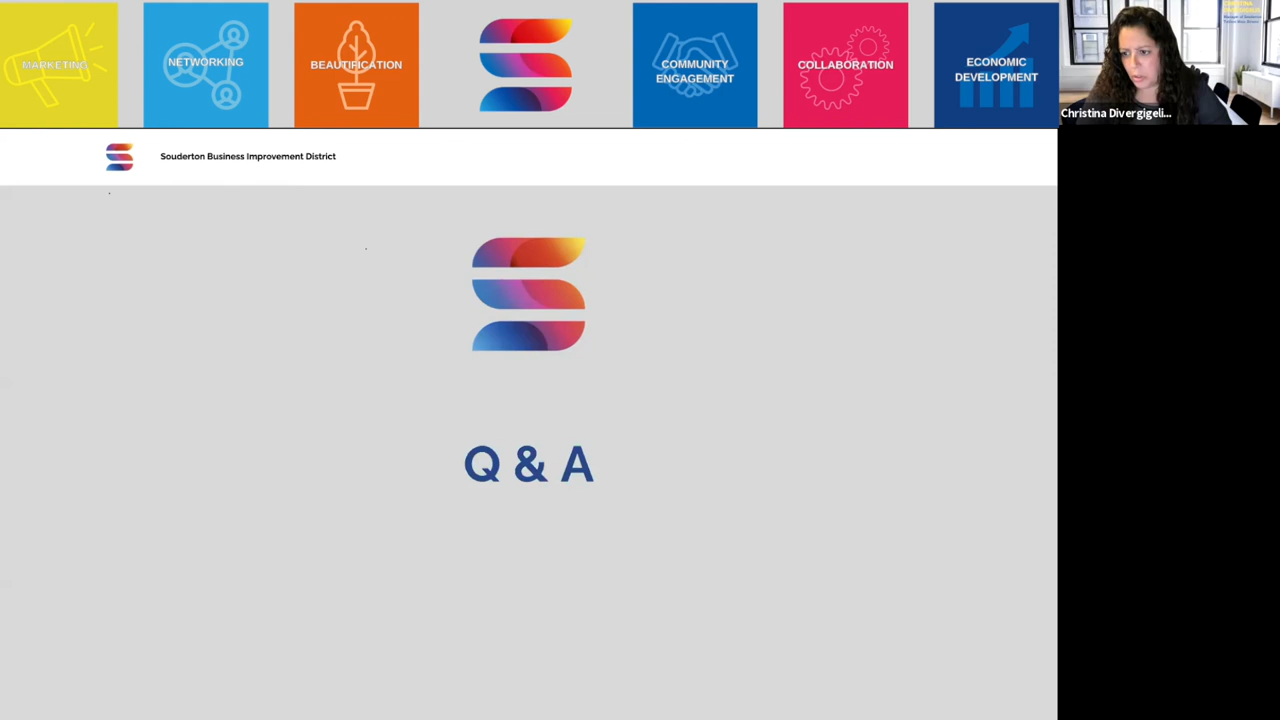 MARKETING
NETWORKING
BEAUTIFICATION
COMMUNITY
ENGAGEMENT
COLLABORATION
ECONOMIC
DEVELOPMENT
Christina Divergigeli...
Souderton Business Improvement District
Q & A